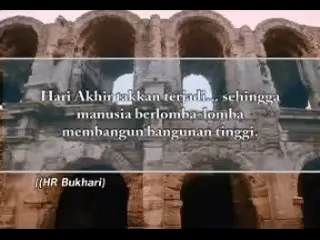 Hari Akhir takkan terjadi... sehingga
manusia berlomba-lomba
membangun bangunan tinggi.
((HR Bukhari)